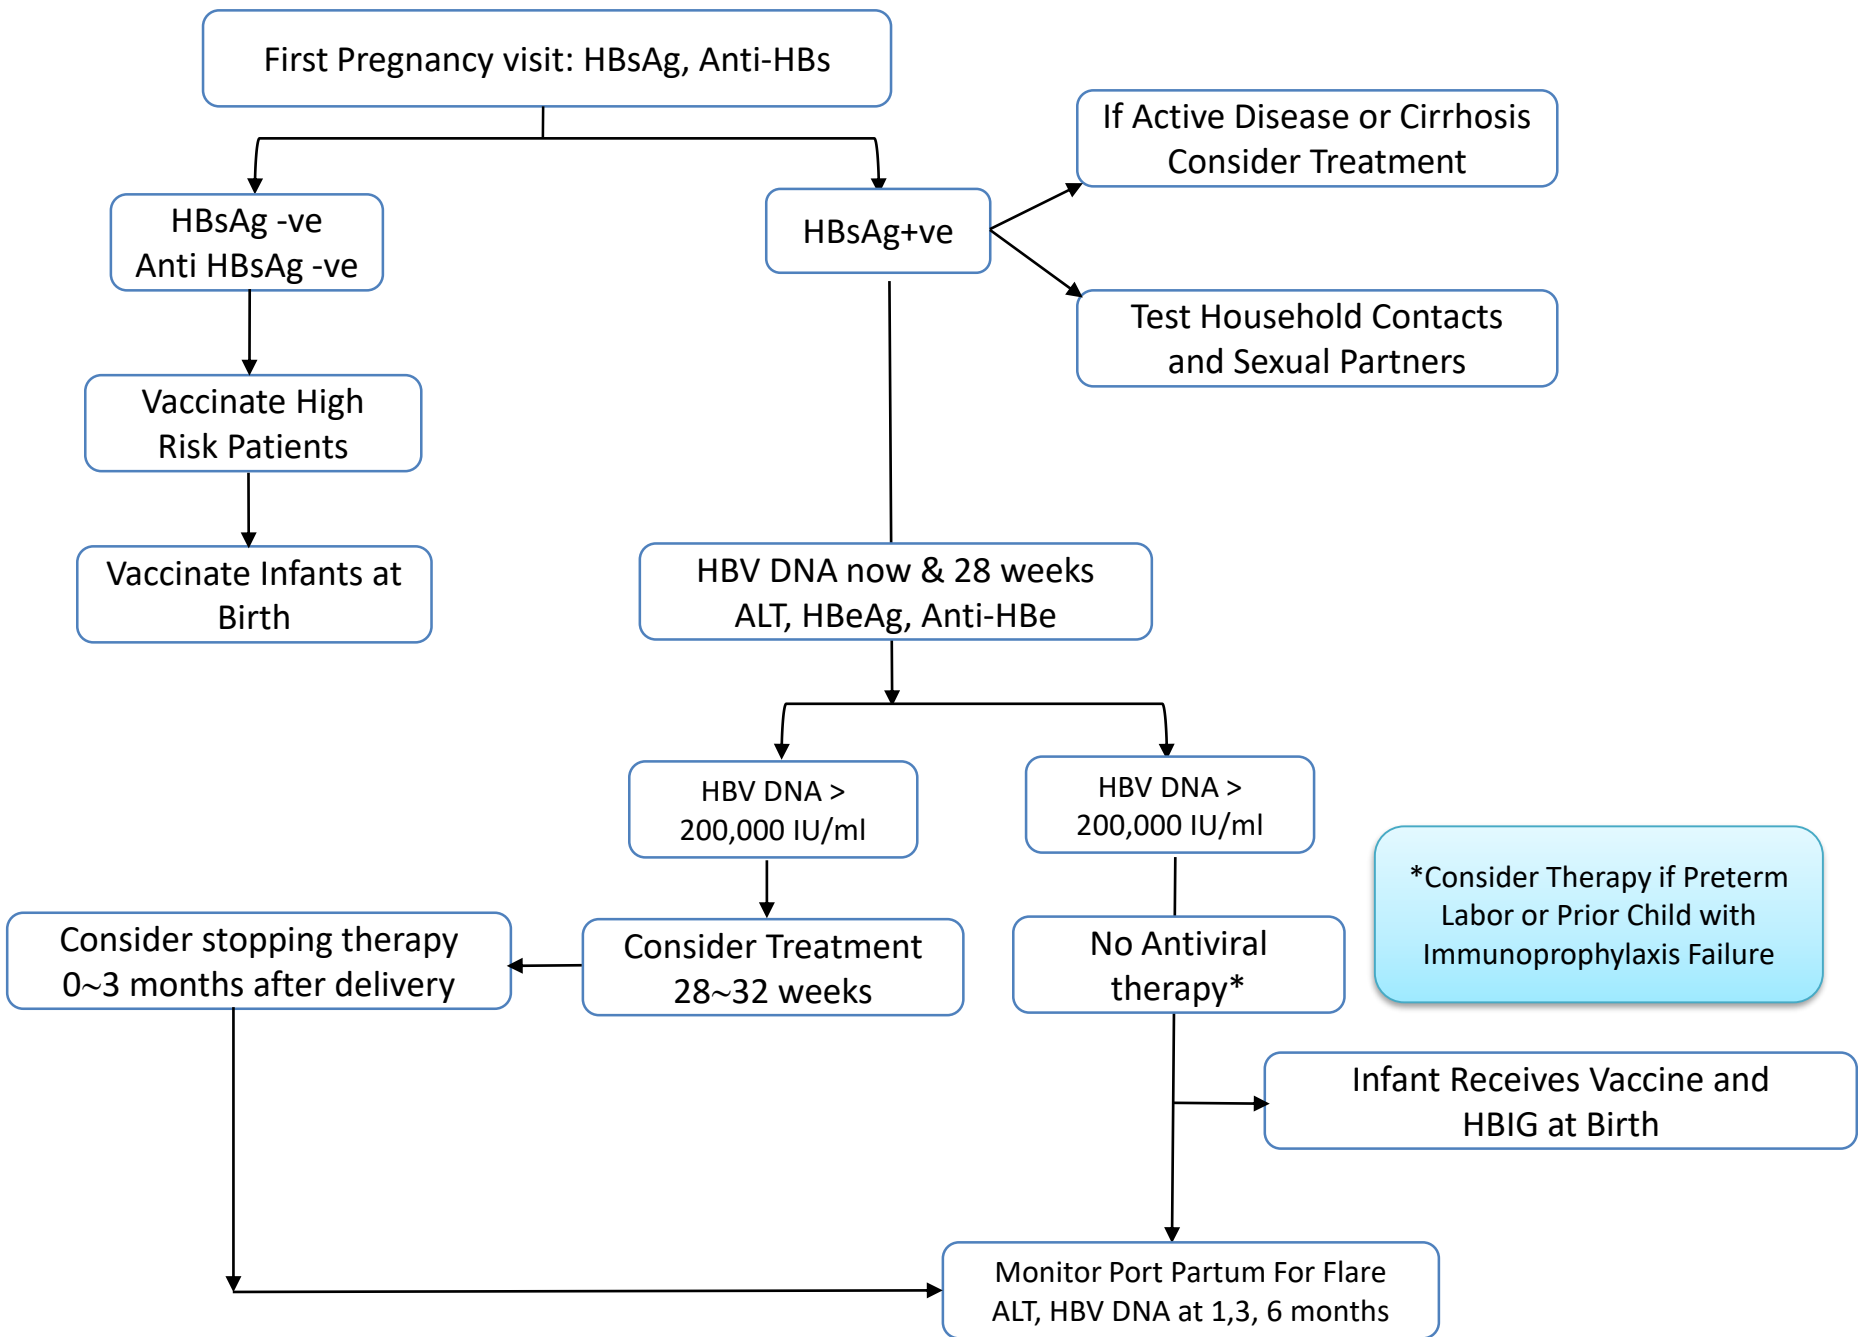 First Pregnancy visit: HBsAg, Anti-HBs
If Active Disease or Cirrhosis
Consider Treatment
HBsAg -ve
Anti HBsAg -ve
HBsAg+ve
Test Household Contacts
and Sexual Partners
Vaccinate High
Risk Patients
Vaccinate Infants at
Birth
HBV DNA now & 28 weeks
ALT, HBeAg, Anti-HBe
HBV DNA >
200,000 IU/ml
HBV DNA >
200,000 IU/ml
*Consider Therapy if Preterm
Labor or Prior Child with
Immunoprophylaxis Failure
Consider stopping therapy
0~3 months after delivery
Consider Treatment
28~32 weeks
No Antiviral
therapy*
Infant Receives Vaccine and
HBIG at Birth
Monitor Port Partum For Flare
ALT, HBV DNA at 1,3, 6 months